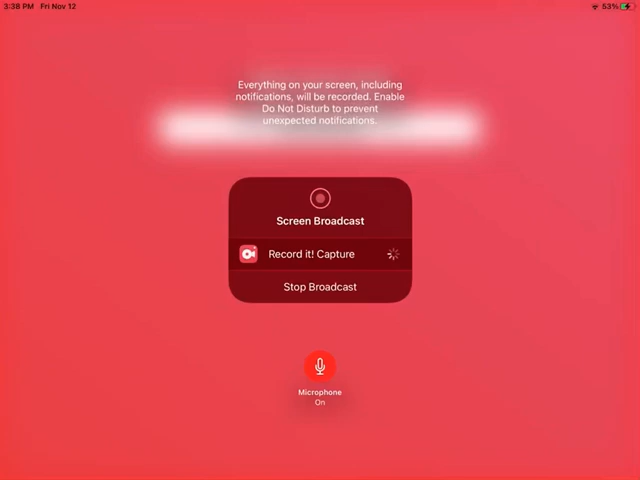 3:38 PM Fri Nov 12
53%
Everything on your screen, including
notifications, will be recorded. Enable
Do Not Disturb to prevent
unexpected notifications.
Screen Broadcast
Record it! Capture
Stop Broadcast
Microphone
On